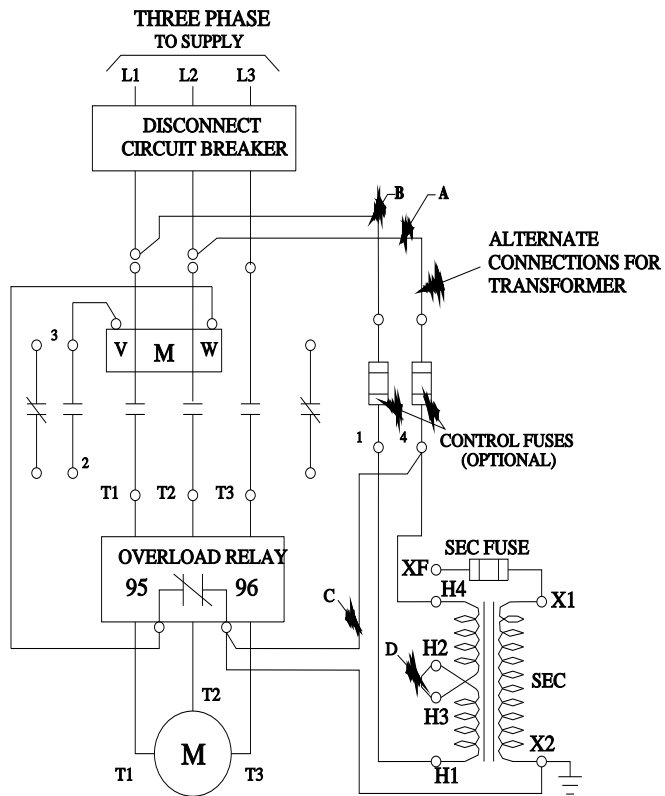 THREE PHASE
TO SUPPLY
L1 L2 L3
DISCONNECT
CIRCUIT BREAKER
B A
ALTERNATE
CONNECTIONS FOR
TRANSFORMER
3 V M W
1 4 CONTROL FUSES
(OPTIONAL)
2
T1 T2 T3
OVERLOAD RELAY
95 96
SEC FUSE
XF
H4 X1
C
D H2
SEC
H3
T2
M
T1 T3
X2
H1